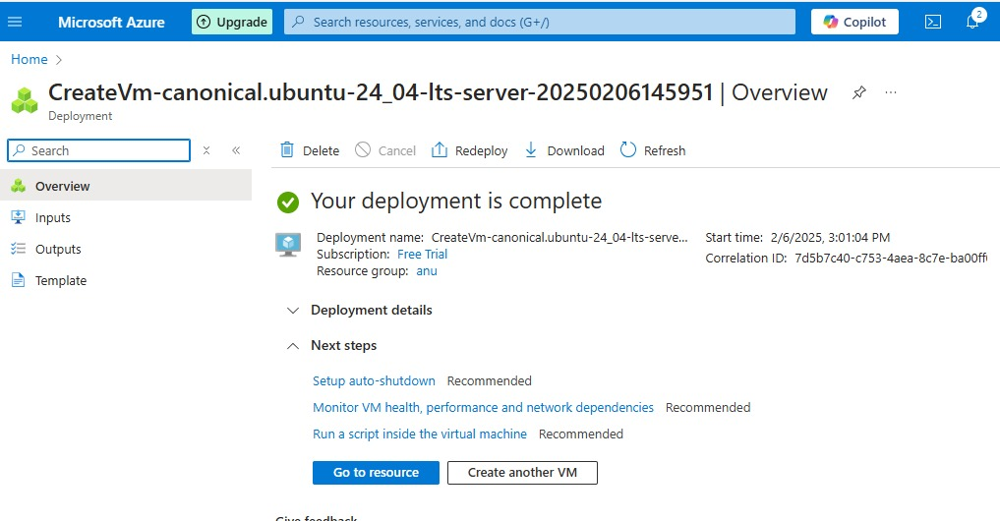 Microsoft Azure Upgrade Search resources, services, and docs (G+/) Copilot 2
Home
CreateVm-canonical.ubuntu-24_04-lts-server-20250206145951 | Overview ...
Deployment
Search Delete Cancel Redeploy Download Refresh
Overview
Inputs
Outputs
Template
Your deployment is complete
Deployment name: CreateVm-canonical.ubuntu-24_04-lts-serve... Start time: 2/6/2025, 3:01:04 PM
Subscription: Free Trial Correlation ID: 7d5b7c40-c753-4aea-8c7e-ba00ff
Resource group: anu
Deployment details
Next steps
Setup auto-shutdown Recommended
Monitor VM health, performance and network dependencies Recommended
Run a script inside the virtual machine Recommended
Go to resource Create another VM
Give feedback